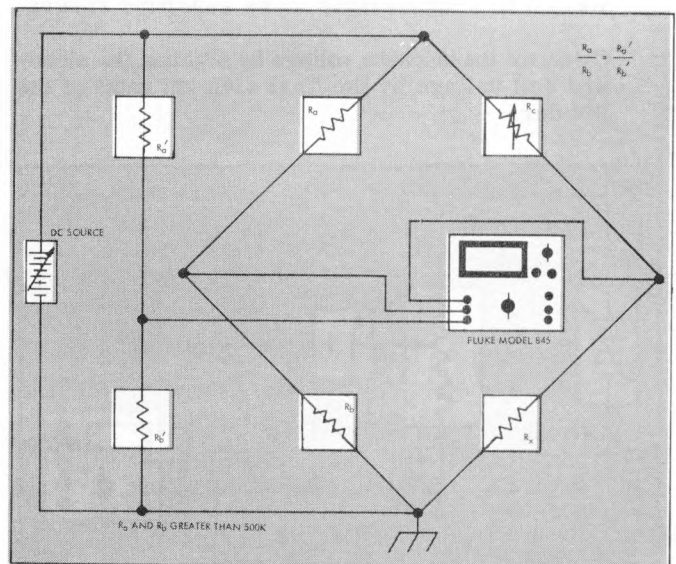 Ra / Rb = Ra' / Rb'
Ra
Rc
Ra'
DC SOURCE
FLUKE MODEL 845
Rb'
Rb
Rx
Ra AND Rb GREATER THAN 500K